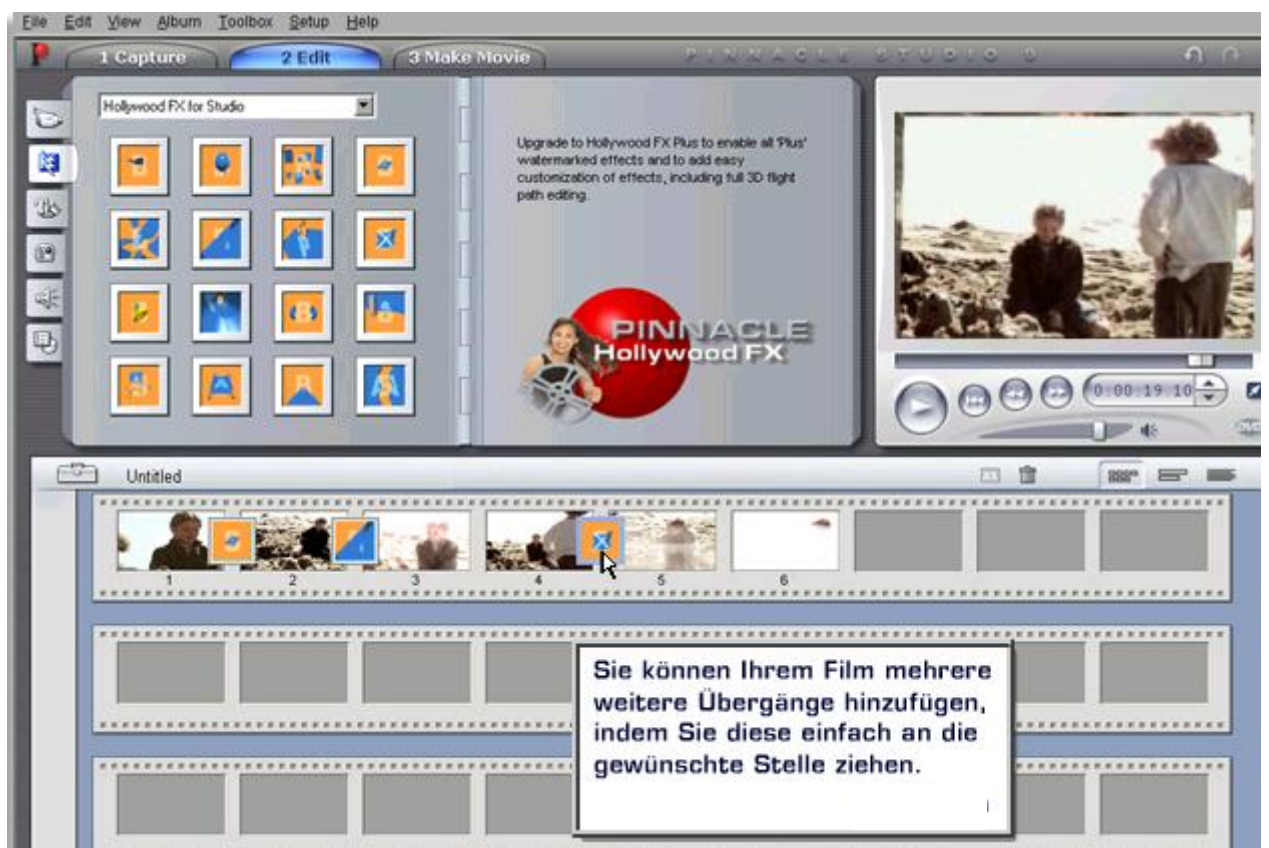 File Edit View Album Toolbox Setup Help
1 Capture 2 Edit 3 Make Movie PINNACLE STUDIO 9
Hollywood FX for Studio
Upgrade to Hollywood FX Plus to enable all 'Plus'
watermarked effects and to add easy
customization of effects, including full 3D flight
path editing.
PINNACLE
Hollywood FX
0:00:19.10
DVD
Untitled
1 2 3 4 5 6
Sie können Ihrem Film mehrere
weitere Übergänge hinzufügen,
indem Sie diese einfach an die
gewünschte Stelle ziehen.